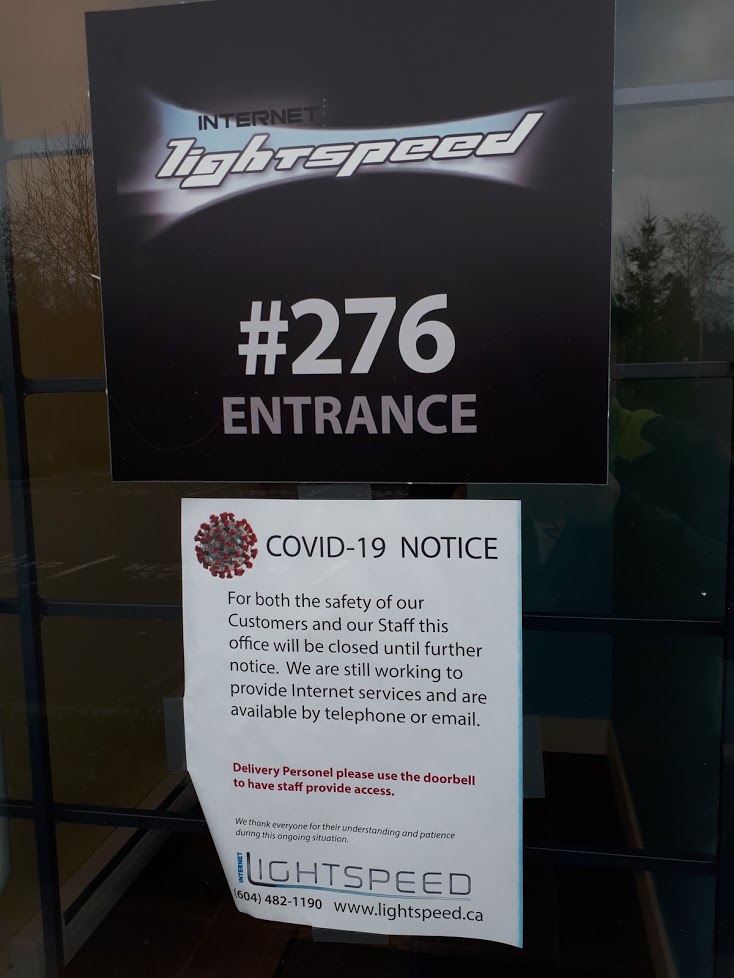 INTERNET
lightspeed
#276
ENTRANCE
COVID-19 NOTICE
For both the safety of our
Customers and our Staff this
office will be closed until further
notice. We are still working to
provide Internet services and are
available by telephone or email.
Delivery Personel please use the doorbell
to have staff provide access.
We thank everyone for their understanding and patience
during this ongoing situation.
INTERNET LIGHTSPEED
(604) 482-1190 www.lightspeed.ca